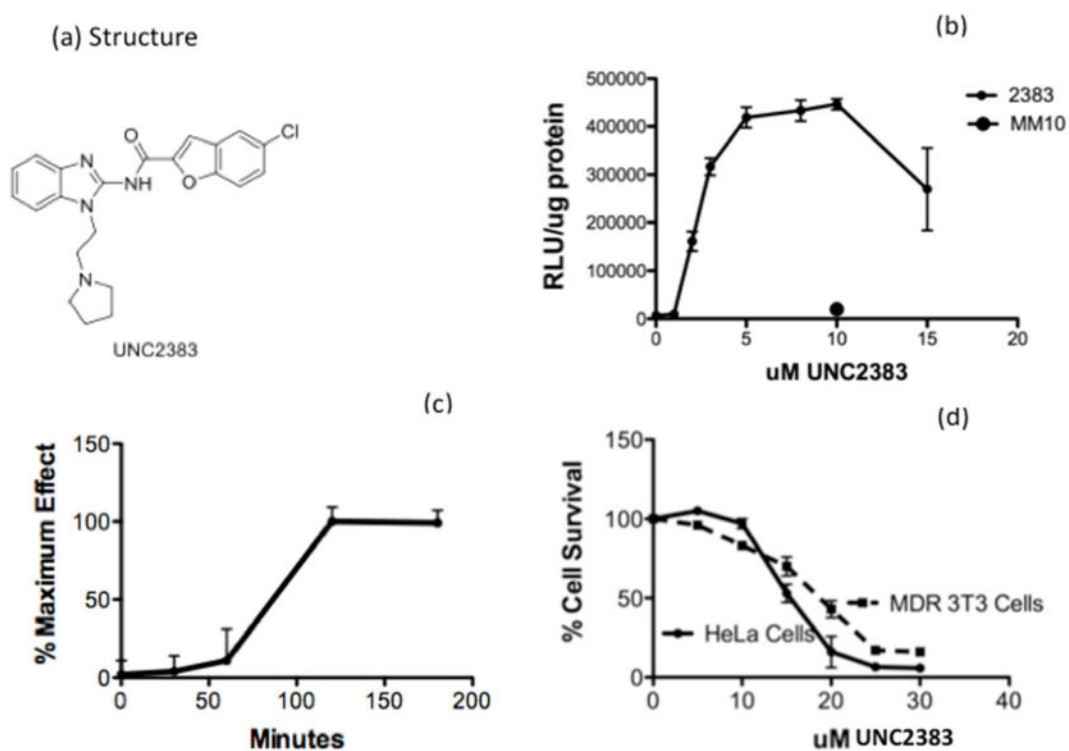 (a) Structure
O
Cl
N
NH
O
N
N
UNC2383
(b)
500000
400000
300000
200000
100000
0
RLU/ug protein
0 5 10 15 20
uM UNC2383
2383
MM10
(c)
150
100
50
0
% Maximum Effect
0 50 100 150 200
Minutes
(d)
150
100
50
0
% Cell Survival
MDR 3T3 Cells
HeLa Cells
0 10 20 30 40
uM UNC2383